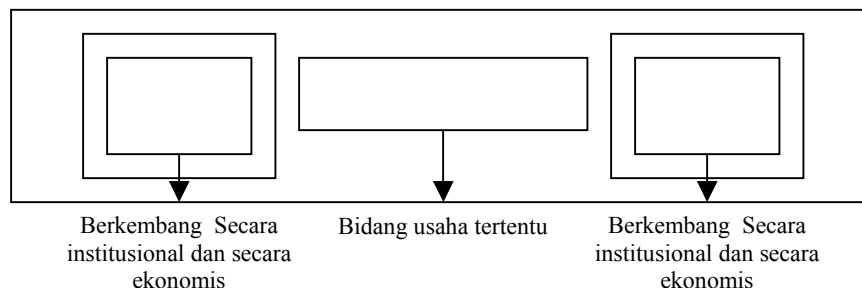 Berkembang Secara
institusional dan secara
ekonomis
Bidang usaha tertentu
Berkembang Secara
institusional dan secara
ekonomis